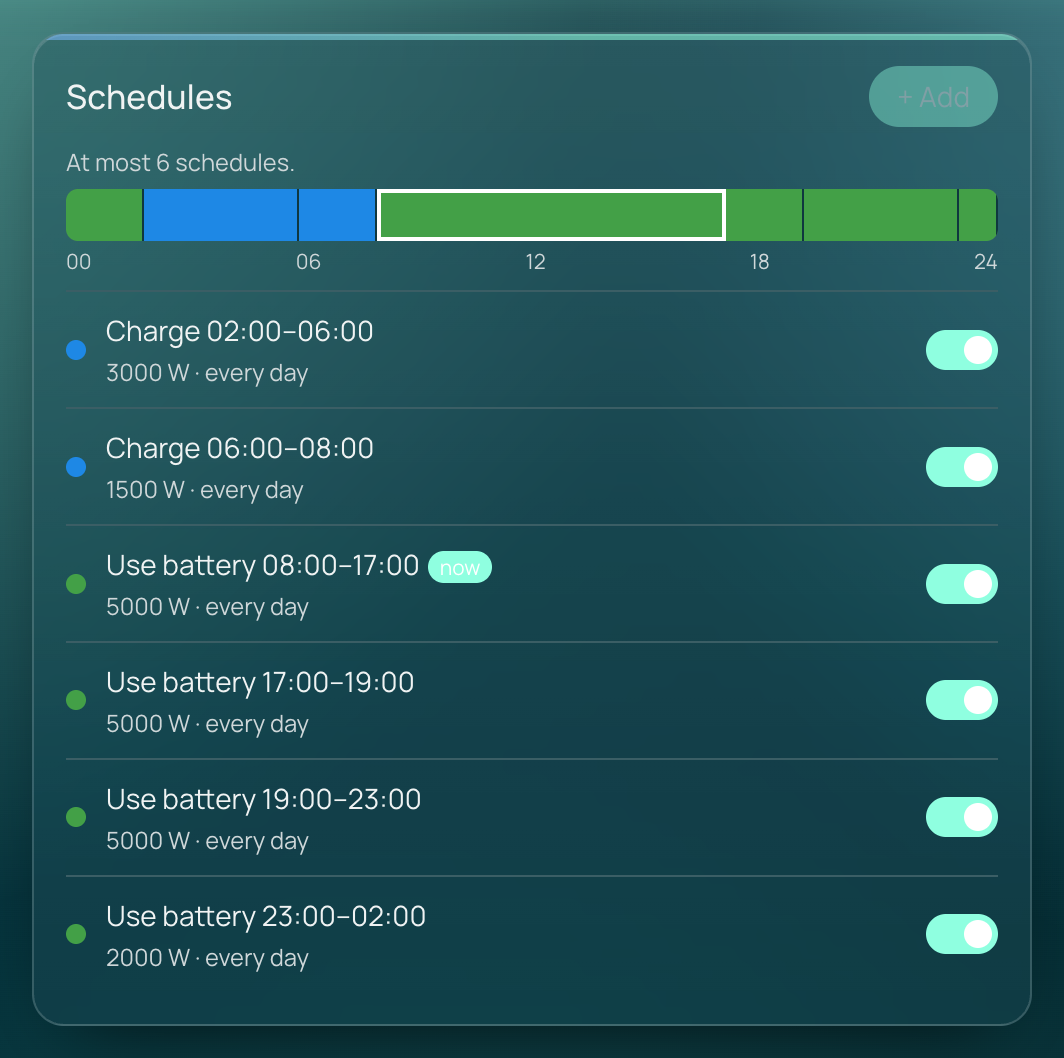 Schedules
+ Add
At most 6 schedules.
00 06 12 18 24
Charge 02:00–06:00
3000 W · every day
Charge 06:00–08:00
1500 W · every day
Use battery 08:00–17:00 now
5000 W · every day
Use battery 17:00–19:00
5000 W · every day
Use battery 19:00–23:00
5000 W · every day
Use battery 23:00–02:00
2000 W · every day